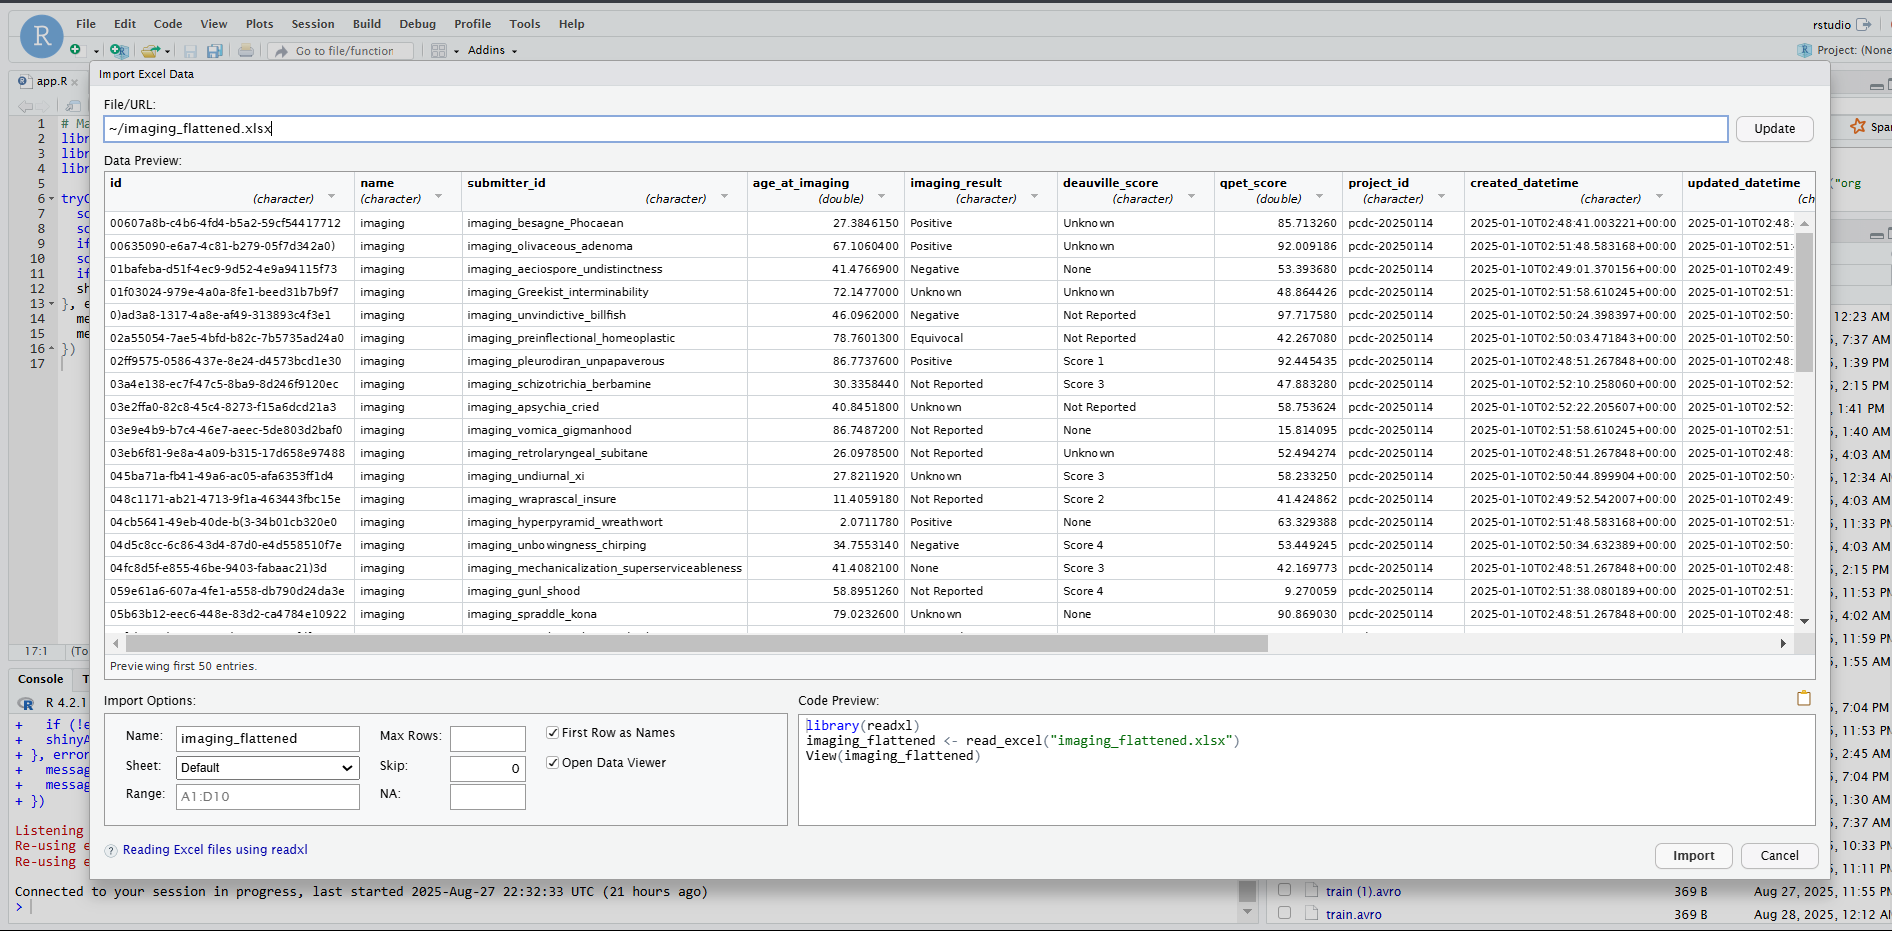 File Edit Code View Plots Session Build Debug Profile Tools Help
rstudio
Go to file/function
Addins
Project: (None
app.R
Import Excel Data
File/URL:
~/imaging_flattened.xlsx
Update
Data Preview:
id (character) name (character) submitter_id (character) age_at_imaging (double) imaging_result (character) deauville_score (character) qpet_score (double) project_id (character) created_datetime (character) updated_datetime (ch
00607a8b-c4b6-4fd4-b5a2-59cf54417712 imaging imaging_besagne_Phocaean 27.3846150 Positive Unknown 85.713260 pcdc-20250114 2025-01-10T02:48:41.003221+00:00 2025-01-10T02:48:
00635090-e6a7-4c81-b279-05f7d342a0) imaging imaging_olivaceous_adenoma 67.1060400 Positive Unknown 92.009186 pcdc-20250114 2025-01-10T02:51:48.583168+00:00 2025-01-10T02:51:
01bafeba-d51f-4ec9-9d52-4e9a94115f73 imaging imaging_aeciospore_undistinctness 41.4766900 Negative None 53.393680 pcdc-20250114 2025-01-10T02:49:01.370156+00:00 2025-01-10T02:49:
01f03024-979e-4a0a-8fe1-beed31b7b9f7 imaging imaging_Greekist_interminability 72.1477000 Unknown Unknown 48.864426 pcdc-20250114 2025-01-10T02:51:58.610245+00:00 2025-01-10T02:51:
0)ad3a8-1317-4a8e-af49-313893c4f3e1 imaging imaging_unvindictive_billfish 46.0962000 Negative Not Reported 97.717580 pcdc-20250114 2025-01-10T02:50:24.398397+00:00 2025-01-10T02:50:
02a55054-7ae5-4bfd-b82c-7b5735ad24a0 imaging imaging_preinflectional_homeoplastic 78.7601300 Equivocal Not Reported 42.267080 pcdc-20250114 2025-01-10T02:50:03.471843+00:00 2025-01-10T02:50:
02ff9575-0586-437e-8e24-d4573bcd1e30 imaging imaging_pleurodiran_unpapaverous 86.7737600 Positive Score 1 92.445435 pcdc-20250114 2025-01-10T02:48:51.267848+00:00 2025-01-10T02:48:
03a4e138-ec7f-47c5-8ba9-8d246f9120ec imaging imaging_schizotrichia_berbamine 30.3358440 Not Reported Score 3 47.883280 pcdc-20250114 2025-01-10T02:52:10.258060+00:00 2025-01-10T02:52:
03e2ffa0-82c8-45c4-8273-f15a6dcd21a3 imaging imaging_apsychia_cried 40.8451800 Unknown Not Reported 58.753624 pcdc-20250114 2025-01-10T02:52:22.205607+00:00 2025-01-10T02:52:
03e9e4b9-b7c4-46e7-aeec-5de803d2baf0 imaging imaging_vomica_gigmanhood 86.7487200 Not Reported None 15.814095 pcdc-20250114 2025-01-10T02:51:58.610245+00:00 2025-01-10T02:51:
03eb6f81-9e8a-4a09-b315-17d658e97488 imaging imaging_retrolaryngeal_subitane 26.0978500 Not Reported Unknown 52.494274 pcdc-20250114 2025-01-10T02:48:51.267848+00:00 2025-01-10T02:48:
045ba71a-fb41-49a6-ac05-afa6353ff1d4 imaging imaging_undiurnal_xi 27.8211920 Unknown Score 3 58.233250 pcdc-20250114 2025-01-10T02:50:44.899904+00:00 2025-01-10T02:50:
048c1171-ab21-4713-9f1a-463443fbc15e imaging imaging_wraprascal_insure 11.4059180 Not Reported Score 2 41.424862 pcdc-20250114 2025-01-10T02:49:52.542007+00:00 2025-01-10T02:49:
04cb5641-49eb-40de-b(3-34b01cb320e0 imaging imaging_hyperpyramid_wreathwort 2.0711780 Positive None 63.329388 pcdc-20250114 2025-01-10T02:51:48.583168+00:00 2025-01-10T02:51:
04d5c8cc-6c86-43d4-87d0-e4d558510f7e imaging imaging_unbowingness_chirping 34.7553140 Negative Score 4 53.449245 pcdc-20250114 2025-01-10T02:50:34.632389+00:00 2025-01-10T02:50:
04fc8d5f-e855-46be-9403-fabaac21)3d imaging imaging_mechanicalization_superserviceableness 41.4082100 None Score 3 42.169773 pcdc-20250114 2025-01-10T02:48:51.267848+00:00 2025-01-10T02:48:
059e61a6-607a-4fe1-a558-db790d24da3e imaging imaging_gunl_shood 58.8951260 Not Reported Score 4 9.270059 pcdc-20250114 2025-01-10T02:51:38.080189+00:00 2025-01-10T02:51:
05b63b12-eec6-448e-83d2-ca4784e10922 imaging imaging_spraddle_kona 79.0232600 Unknown None 90.869030 pcdc-20250114 2025-01-10T02:48:51.267848+00:00 2025-01-10T02:48:
Previewing first 50 entries.
Import Options:
Name: imaging_flattened Max Rows: First Row as Names
Sheet: Default Skip: 0 Open Data Viewer
Range: A1:D10 NA:
Reading Excel files using readxl
Code Preview:
library(readxl)
imaging_flattened <- read_excel("imaging_flattened.xlsx")
View(imaging_flattened)
Import Cancel
1 # Ma
2 libr
3 libr
4 libr
5
6 tryC
7 sc
8 sc
9 if
10 sc
11 if
12 sh
13 }, e
14 me
15 me
16 })
17
17:1 (To
Console T
R 4.2.1
+ if (!e
+ shinyA
+ }, error
+ messag
+ messag
+ })
Listening
Re-using e
Re-using e
Connected to your session in progress, last started 2025-Aug-27 22:32:33 UTC (21 hours ago)
>
Spar
("org
12:23 AM
5, 7:37 AM
5, 1:39 PM
5, 2:15 PM
, 1:41 PM
5, 1:40 AM
5, 4:03 AM
5, 12:34 AM
5, 4:03 AM
5, 11:33 PM
5, 4:03 AM
5, 2:15 PM
5, 11:53 PM
5, 4:02 AM
5, 11:59 PM
5, 1:55 AM
5, 7:04 PM
5, 11:53 PM
5, 2:45 AM
5, 7:04 PM
5, 1:30 AM
5, 7:37 AM
5, 10:33 PM
5, 11:11 PM
train (1).avro 369 B Aug 27, 2025, 11:55 PM
train.avro 369 B Aug 28, 2025, 12:12 AM